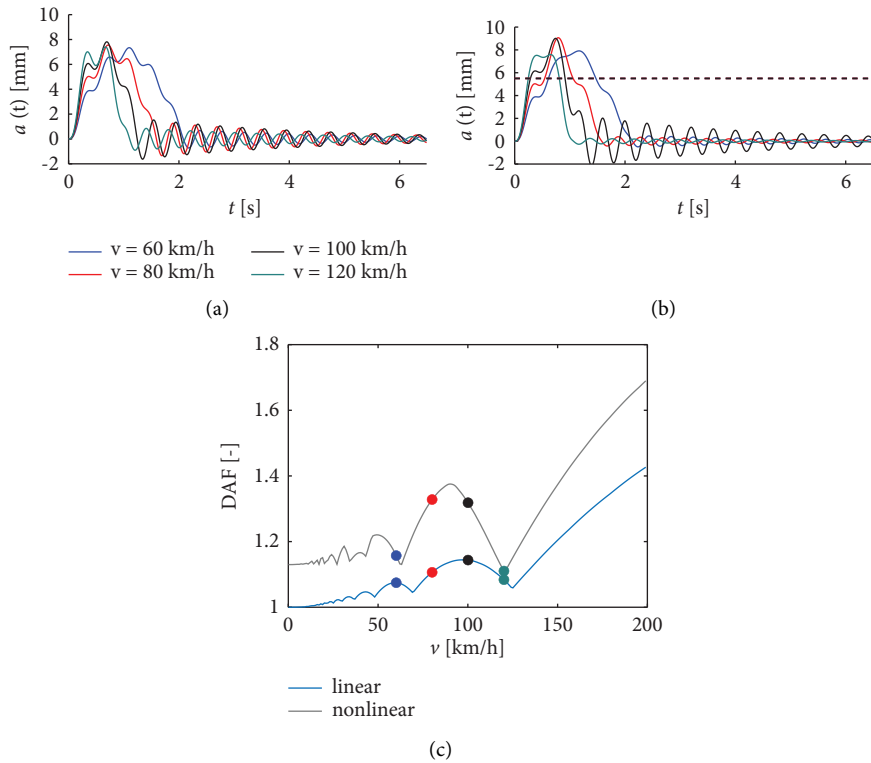 10
8
6
4
2
0
-2
a (t) [mm]
0 2 4 6
t [s]
10
8
6
4
2
0
-2
a (t) [mm]
0 2 4 6
t [s]
v = 60 km/h
v = 80 km/h
v = 100 km/h
v = 120 km/h
(a)
(b)
1.8
1.6
1.4
1.2
1
DAF [-]
0 50 100 150 200
v [km/h]
linear
nonlinear
(c)